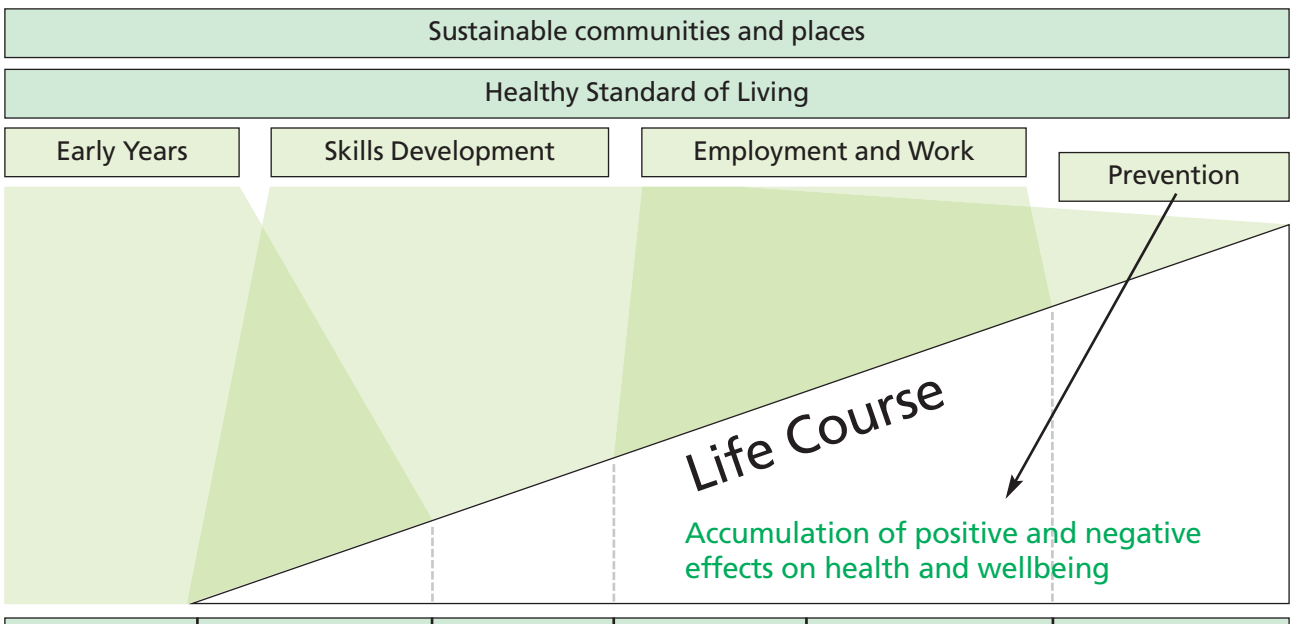 Sustainable communities and places
Healthy Standard of Living
Early Years
Skills Development
Employment and Work
Prevention
Life Course
Accumulation of positive and negative
effects on health and wellbeing